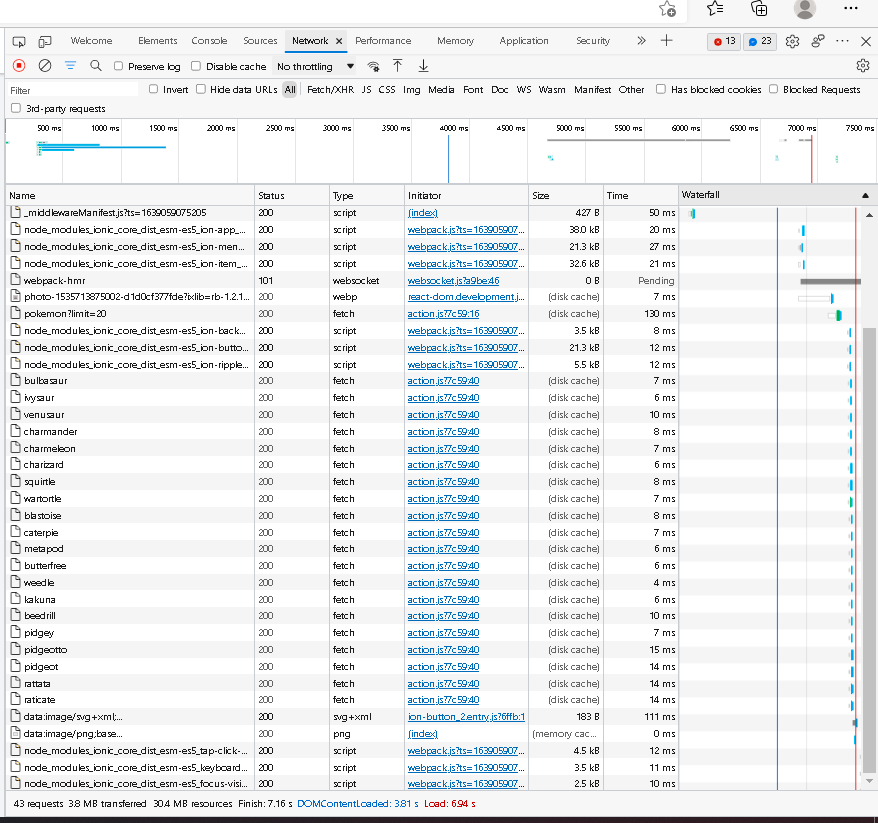 Welcome Elements Console Sources Network Performance Memory Application Security 13 23
Preserve log Disable cache No throttling
Filter Invert Hide data URLs All Fetch/XHR JS CSS Img Media Font Doc WS Wasm Manifest Other Has blocked cookies Blocked Requests
3rd-party requests
500 ms 1000 ms 1500 ms 2000 ms 2500 ms 3000 ms 3500 ms 4000 ms 4500 ms 5000 ms 5500 ms 6000 ms 6500 ms 7000 ms 7500 ms
Name Status Type Initiator Size Time Waterfall
_middlewareManifest.js?ts=1639059075205 200 script (index) 427 B 50 ms
node_modules_ionic_core_dist_esm-es5_ion-app_... 200 script webpack.js?ts=163905907... 38.0 kB 20 ms
node_modules_ionic_core_dist_esm-es5_ion-men... 200 script webpack.js?ts=163905907... 21.3 kB 27 ms
node_modules_ionic_core_dist_esm-es5_ion-item_... 200 script webpack.js?ts=163905907... 32.6 kB 21 ms
webpack-hmr 101 websocket websocket.js?a9be:46 0 B Pending
photo-1535713875002-d1d0cf377fde?ixlib=rb-1.2.1... 200 webp react-dom.development.j... (disk cache) 7 ms
pokemon?limit=20 200 fetch action.js?7c59:16 (disk cache) 130 ms
node_modules_ionic_core_dist_esm-es5_ion-back... 200 script webpack.js?ts=163905907... 3.5 kB 8 ms
node_modules_ionic_core_dist_esm-es5_ion-butto... 200 script webpack.js?ts=163905907... 21.3 kB 12 ms
node_modules_ionic_core_dist_esm-es5_ion-ripple... 200 script webpack.js?ts=163905907... 5.5 kB 12 ms
bulbasaur 200 fetch action.js?7c59:40 (disk cache) 7 ms
ivysaur 200 fetch action.js?7c59:40 (disk cache) 6 ms
venusaur 200 fetch action.js?7c59:40 (disk cache) 10 ms
charmander 200 fetch action.js?7c59:40 (disk cache) 8 ms
charmeleon 200 fetch action.js?7c59:40 (disk cache) 7 ms
charizard 200 fetch action.js?7c59:40 (disk cache) 6 ms
squirtle 200 fetch action.js?7c59:40 (disk cache) 8 ms
wartortle 200 fetch action.js?7c59:40 (disk cache) 7 ms
blastoise 200 fetch action.js?7c59:40 (disk cache) 8 ms
caterpie 200 fetch action.js?7c59:40 (disk cache) 7 ms
metapod 200 fetch action.js?7c59:40 (disk cache) 6 ms
butterfree 200 fetch action.js?7c59:40 (disk cache) 6 ms
weedle 200 fetch action.js?7c59:40 (disk cache) 4 ms
kakuna 200 fetch action.js?7c59:40 (disk cache) 6 ms
beedrill 200 fetch action.js?7c59:40 (disk cache) 10 ms
pidgey 200 fetch action.js?7c59:40 (disk cache) 7 ms
pidgeotto 200 fetch action.js?7c59:40 (disk cache) 15 ms
pidgeot 200 fetch action.js?7c59:40 (disk cache) 14 ms
rattata 200 fetch action.js?7c59:40 (disk cache) 14 ms
raticate 200 fetch action.js?7c59:40 (disk cache) 14 ms
data:image/svg+xml;... 200 svg+xml ion-button_2.entry.js?6ffb:1 183 B 111 ms
data:image/png;base... 200 png (index) (memory cac... 0 ms
node_modules_ionic_core_dist_esm-es5_tap-click-... 200 script webpack.js?ts=163905907... 4.5 kB 12 ms
node_modules_ionic_core_dist_esm-es5_keyboard... 200 script webpack.js?ts=163905907... 3.5 kB 11 ms
node_modules_ionic_core_dist_esm-es5_focus-visi... 200 script webpack.js?ts=163905907... 2.5 kB 10 ms
43 requests 3.8 MB transferred 30.4 MB resources Finish: 7.16 s DOMContentLoaded: 3.81 s Load: 6.94 s